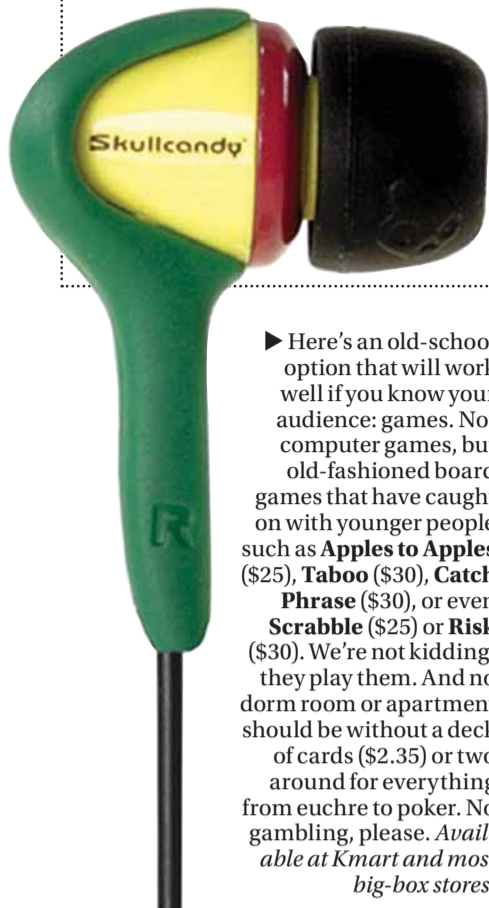 Skullcandy
R
▶ Here's an old-schoo
option that will work
well if you know your
audience: games. No
computer games, bu
old-fashioned board
games that have caugh
on with younger people
such as Apples to Apples
($25), Taboo ($30), Catch
Phrase ($30), or even
Scrabble ($25) or Risk
($30). We're not kidding
they play them. And no
dorm room or apartmen
should be without a deck
of cards ($2.35) or two
around for everything
from euchre to poker. No
gambling, please. Avail-
able at Kmart and mos
big-box stores.